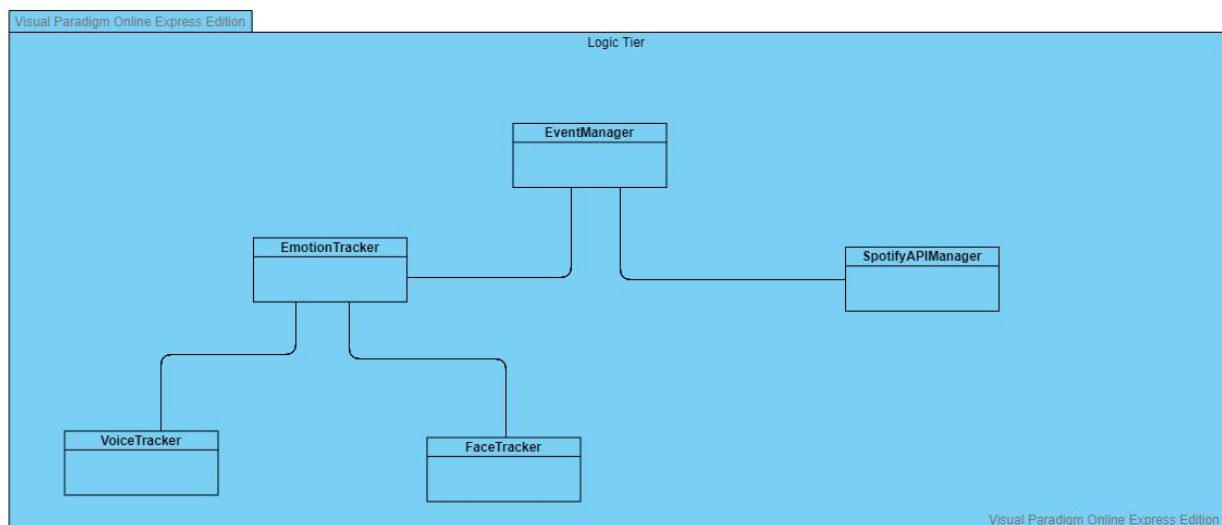 Visual Paradigm Online Express Edition
Logic Tier
EventManager
EmotionTracker
SpotifyAPIManager
VoiceTracker
FaceTracker
Visual Paradigm Online Express Edition